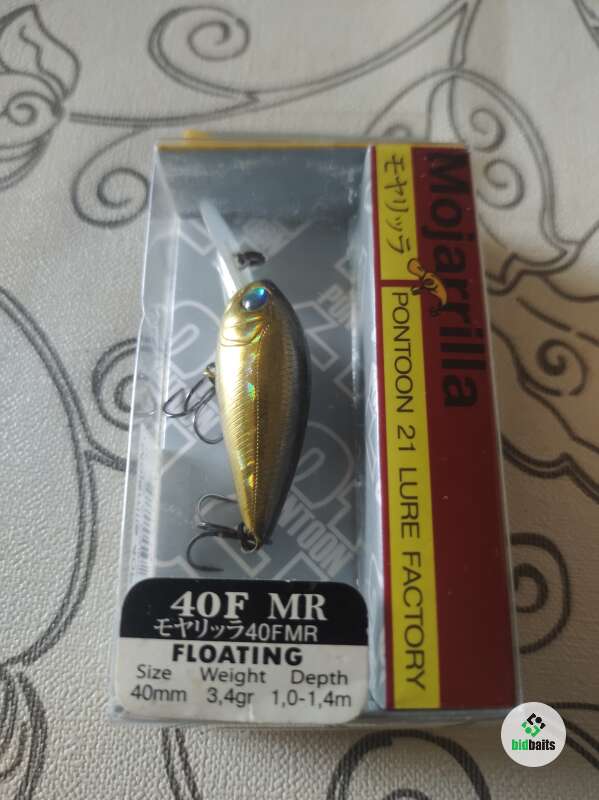 Mojarrilla
モヤリッラ
PONTOON 21 LURE FACTORY
PONTOON
40F MR
モヤリッラ40FMR
FLOATING
Size Weight Depth
40mm 3,4gr 1,0-1,4m
bidbaits